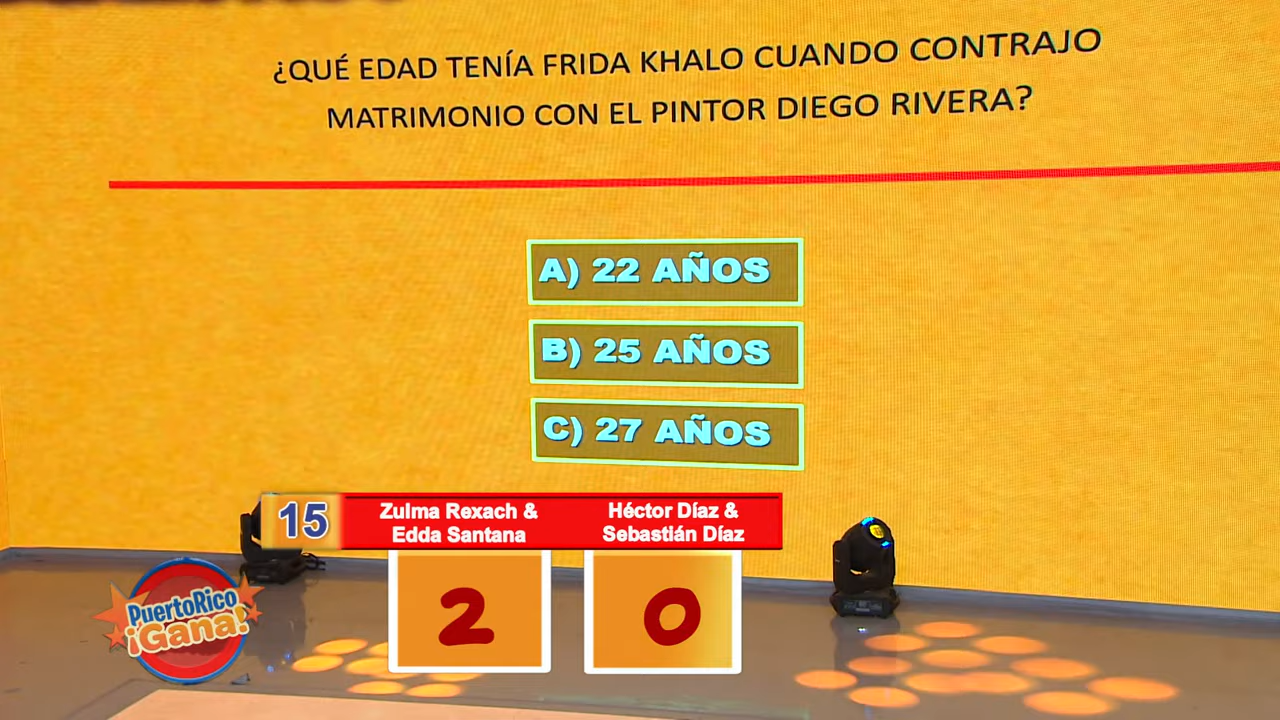 ¿QUÉ EDAD TENÍA FRIDA KHALO CUANDO CONTRAJO
MATRIMONIO CON EL PINTOR DIEGO RIVERA?
A) 22 AÑOS
B) 25 AÑOS
C) 27 AÑOS
15
Zulma Rexach &
Edda Santana
Héctor Díaz &
Sebastián Díaz
2
0
PuertoRico
¡Gana!